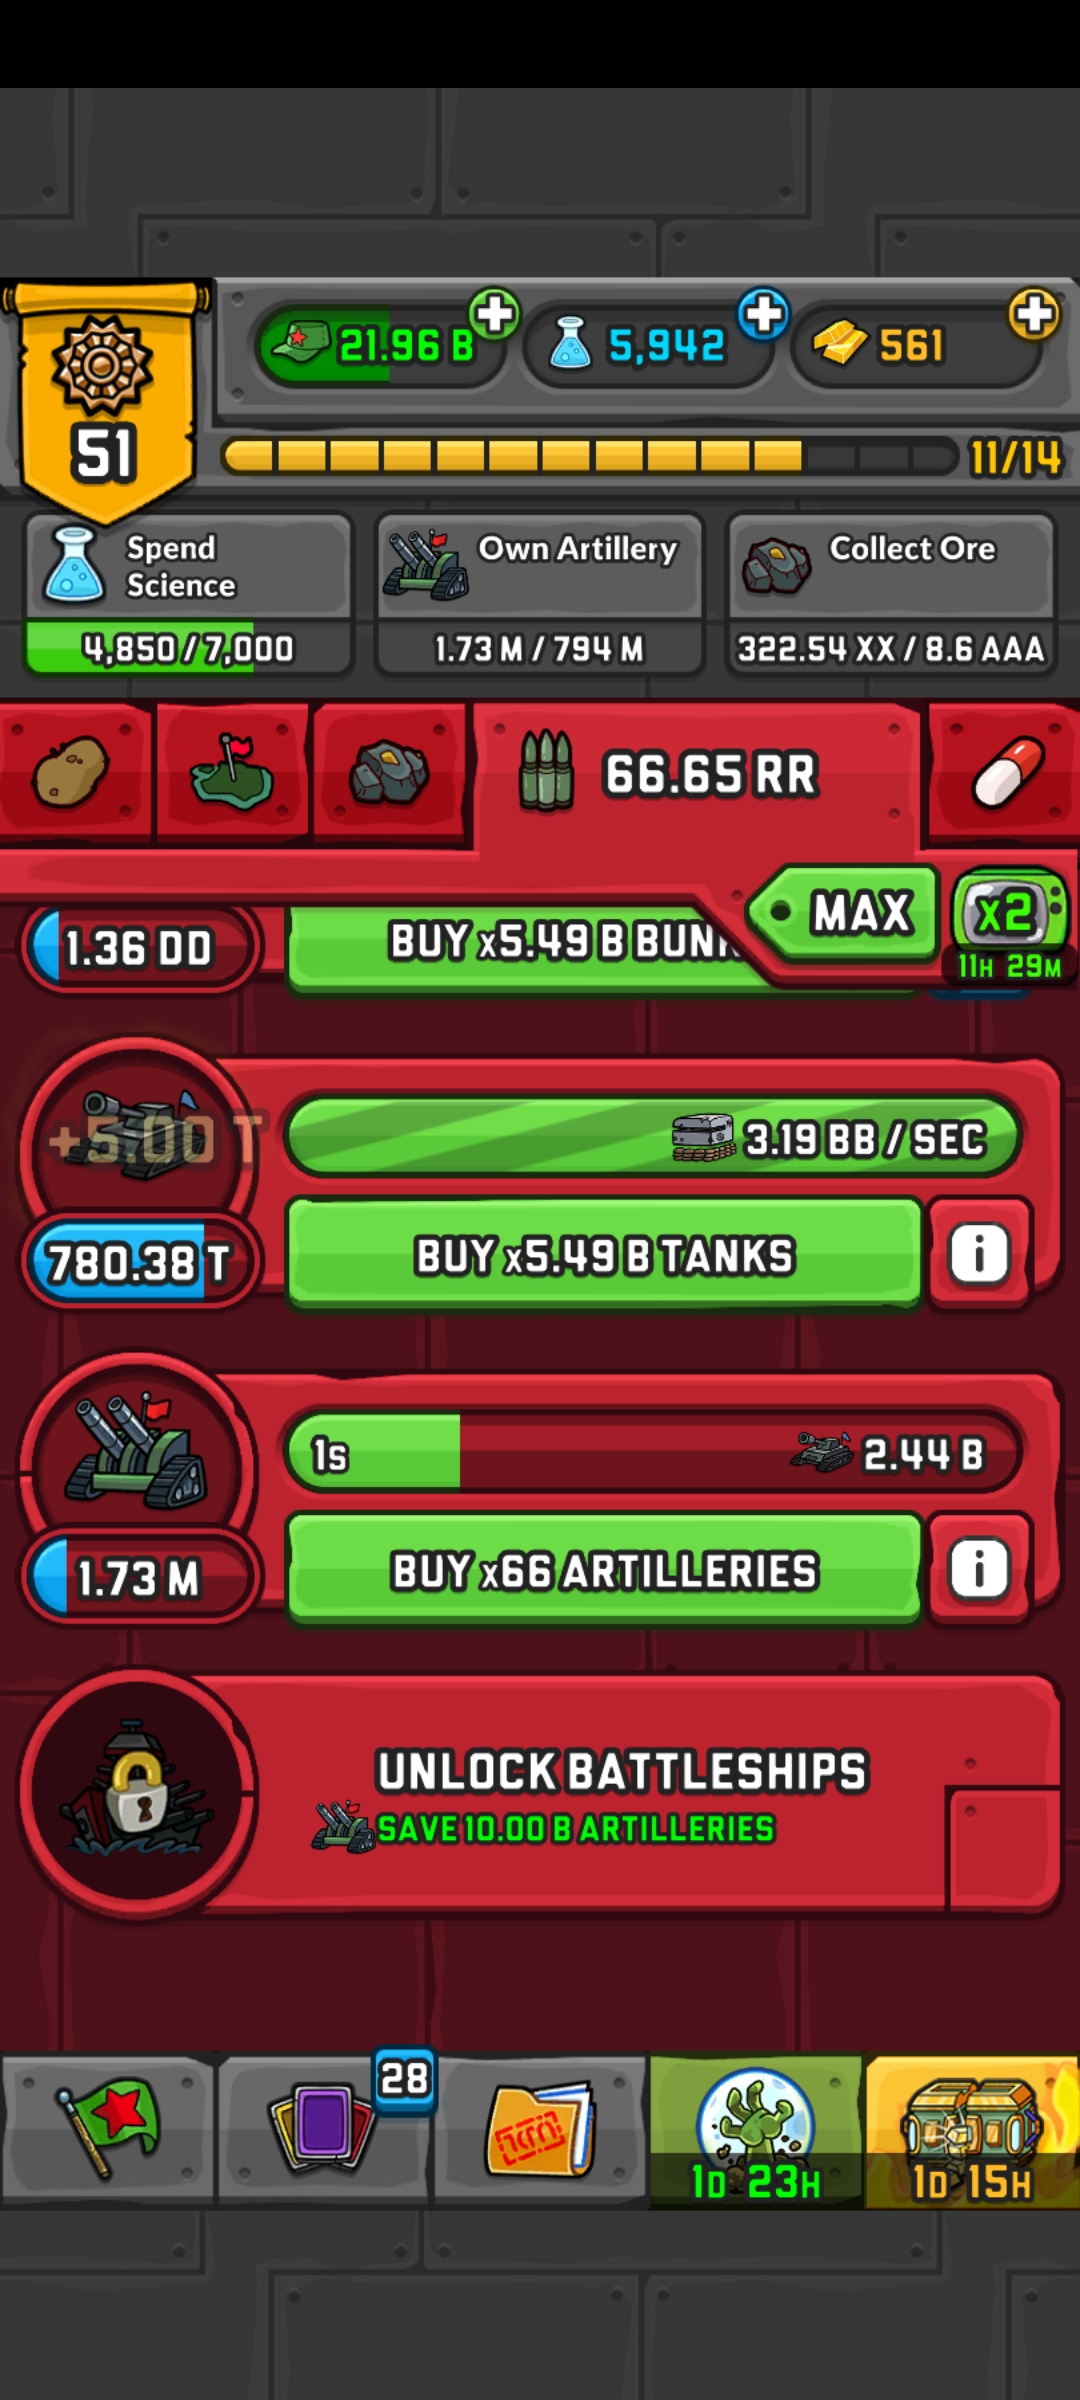 21.96 B
5,942
561
51
11/14
Spend
Science
Own Artillery
Collect Ore
4,850 / 7,000
1.73 M / 794 M
322.54 XX / 8.6 AAA
66.65 RR
MAX
x2
11H 29M
1.36 DD
BUY x5.49 B
+5.00 T
3.19 BB / SEC
780.38 T
BUY x5.49 B TANKS
i
1s
2.44 B
1.73 M
BUY x66 ARTILLERIES
i
UNLOCK BATTLESHIPS
SAVE 10.00 B ARTILLERIES
28
1D 23H
1D 15H